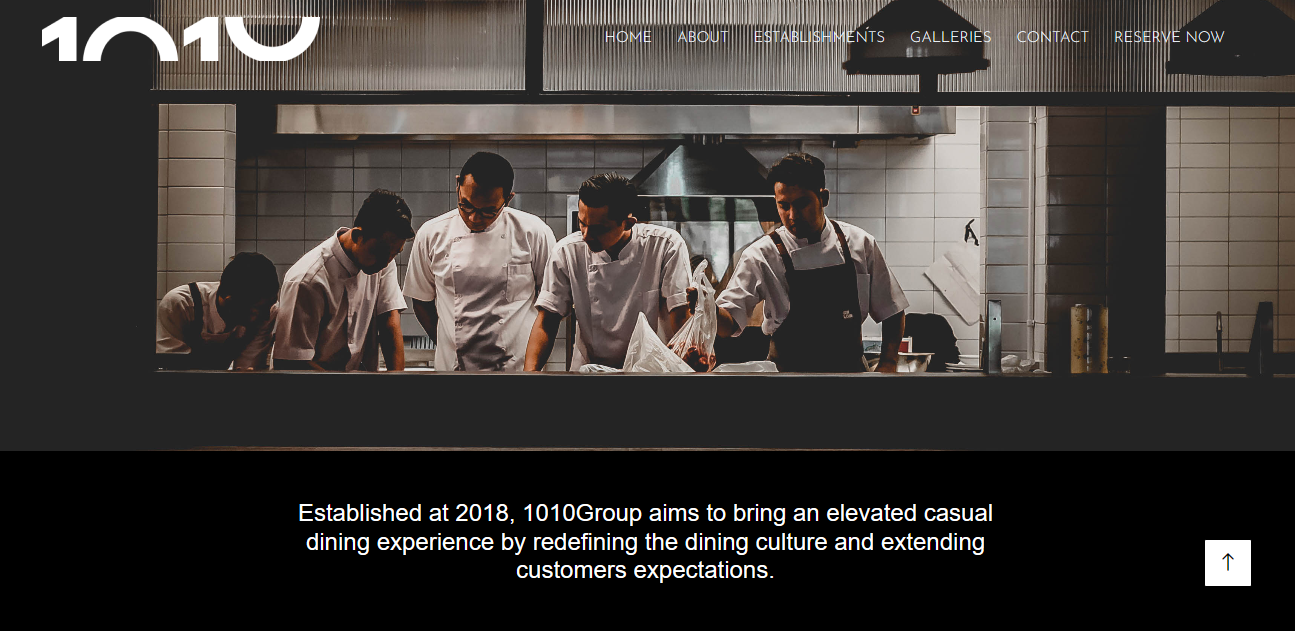 1010
HOME ABOUT ESTABLISHMENTS GALLERIES CONTACT RESERVE NOW
Established at 2018, 1010Group aims to bring an elevated casual
dining experience by redefining the dining culture and extending
customers expectations.